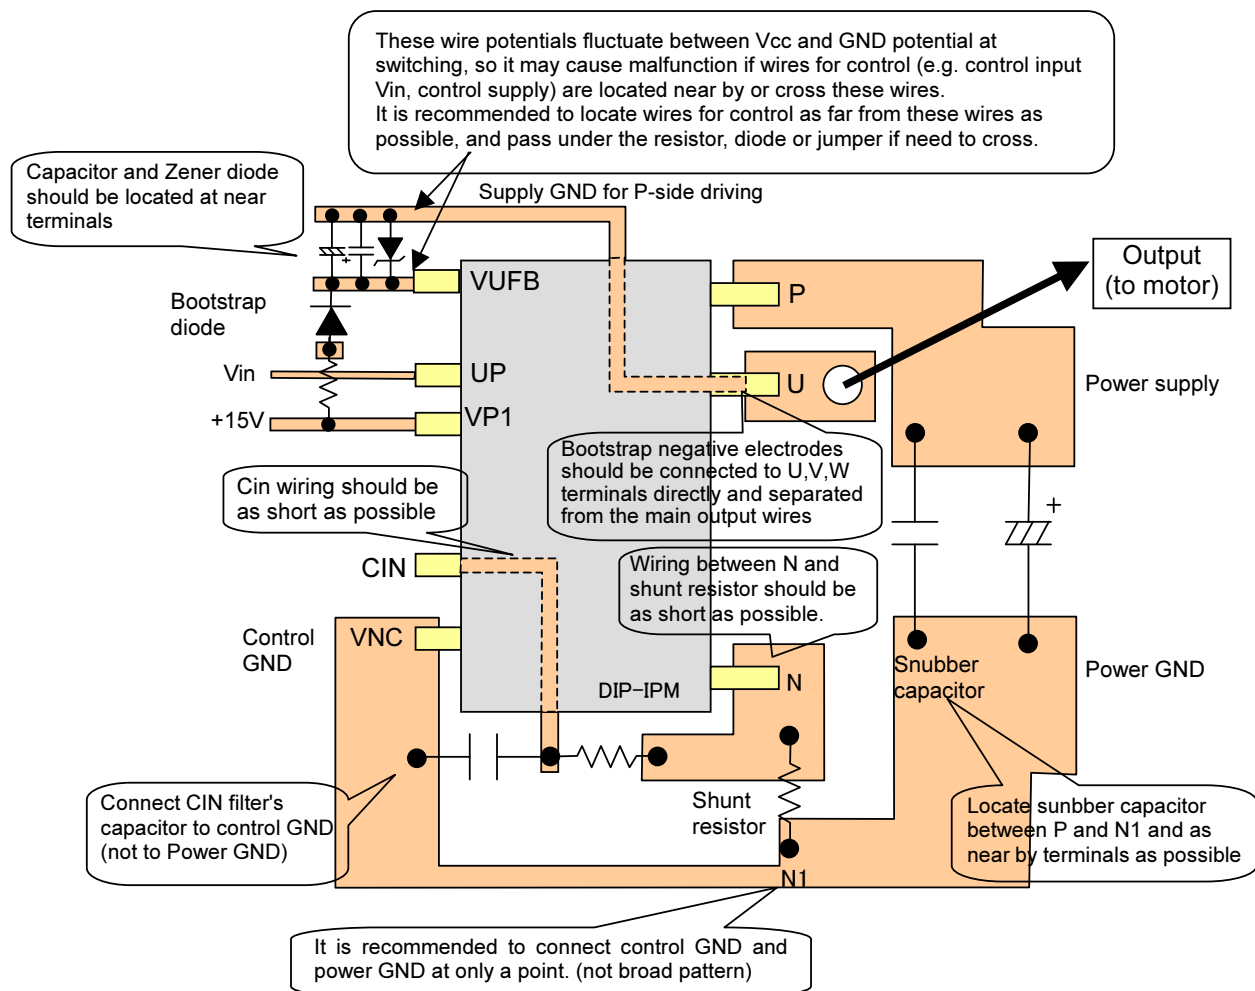 These wire potentials fluctuate between Vcc and GND potential at
switching, so it may cause malfunction if wires for control (e.g. control input
Vin, control supply) are located near by or cross these wires.
It is recommended to locate wires for control as far from these wires as
possible, and pass under the resistor, diode or jumper if need to cross.
Capacitor and Zener diode
should be located at near
terminals
Supply GND for P-side driving
Output
(to motor)
+
VUFB
P
Bootstrap
diode
Vin
UP
U
Power supply
+15V
VP1
Bootstrap negative electrodes
should be connected to U,V,W
terminals directly and separated
from the main output wires
Cin wiring should be
as short as possible
+
CIN
Wiring between N and
shunt resistor should be
as short as possible.
Control
GND
VNC
Snubber
capacitor
Power GND
DIP-IPM
N
Connect CIN filter's
capacitor to control GND
(not to Power GND)
Shunt
resistor
Locate sunbber capacitor
between P and N1 and as
near by terminals as possible
N1
It is recommended to connect control GND and
power GND at only a point. (not broad pattern)